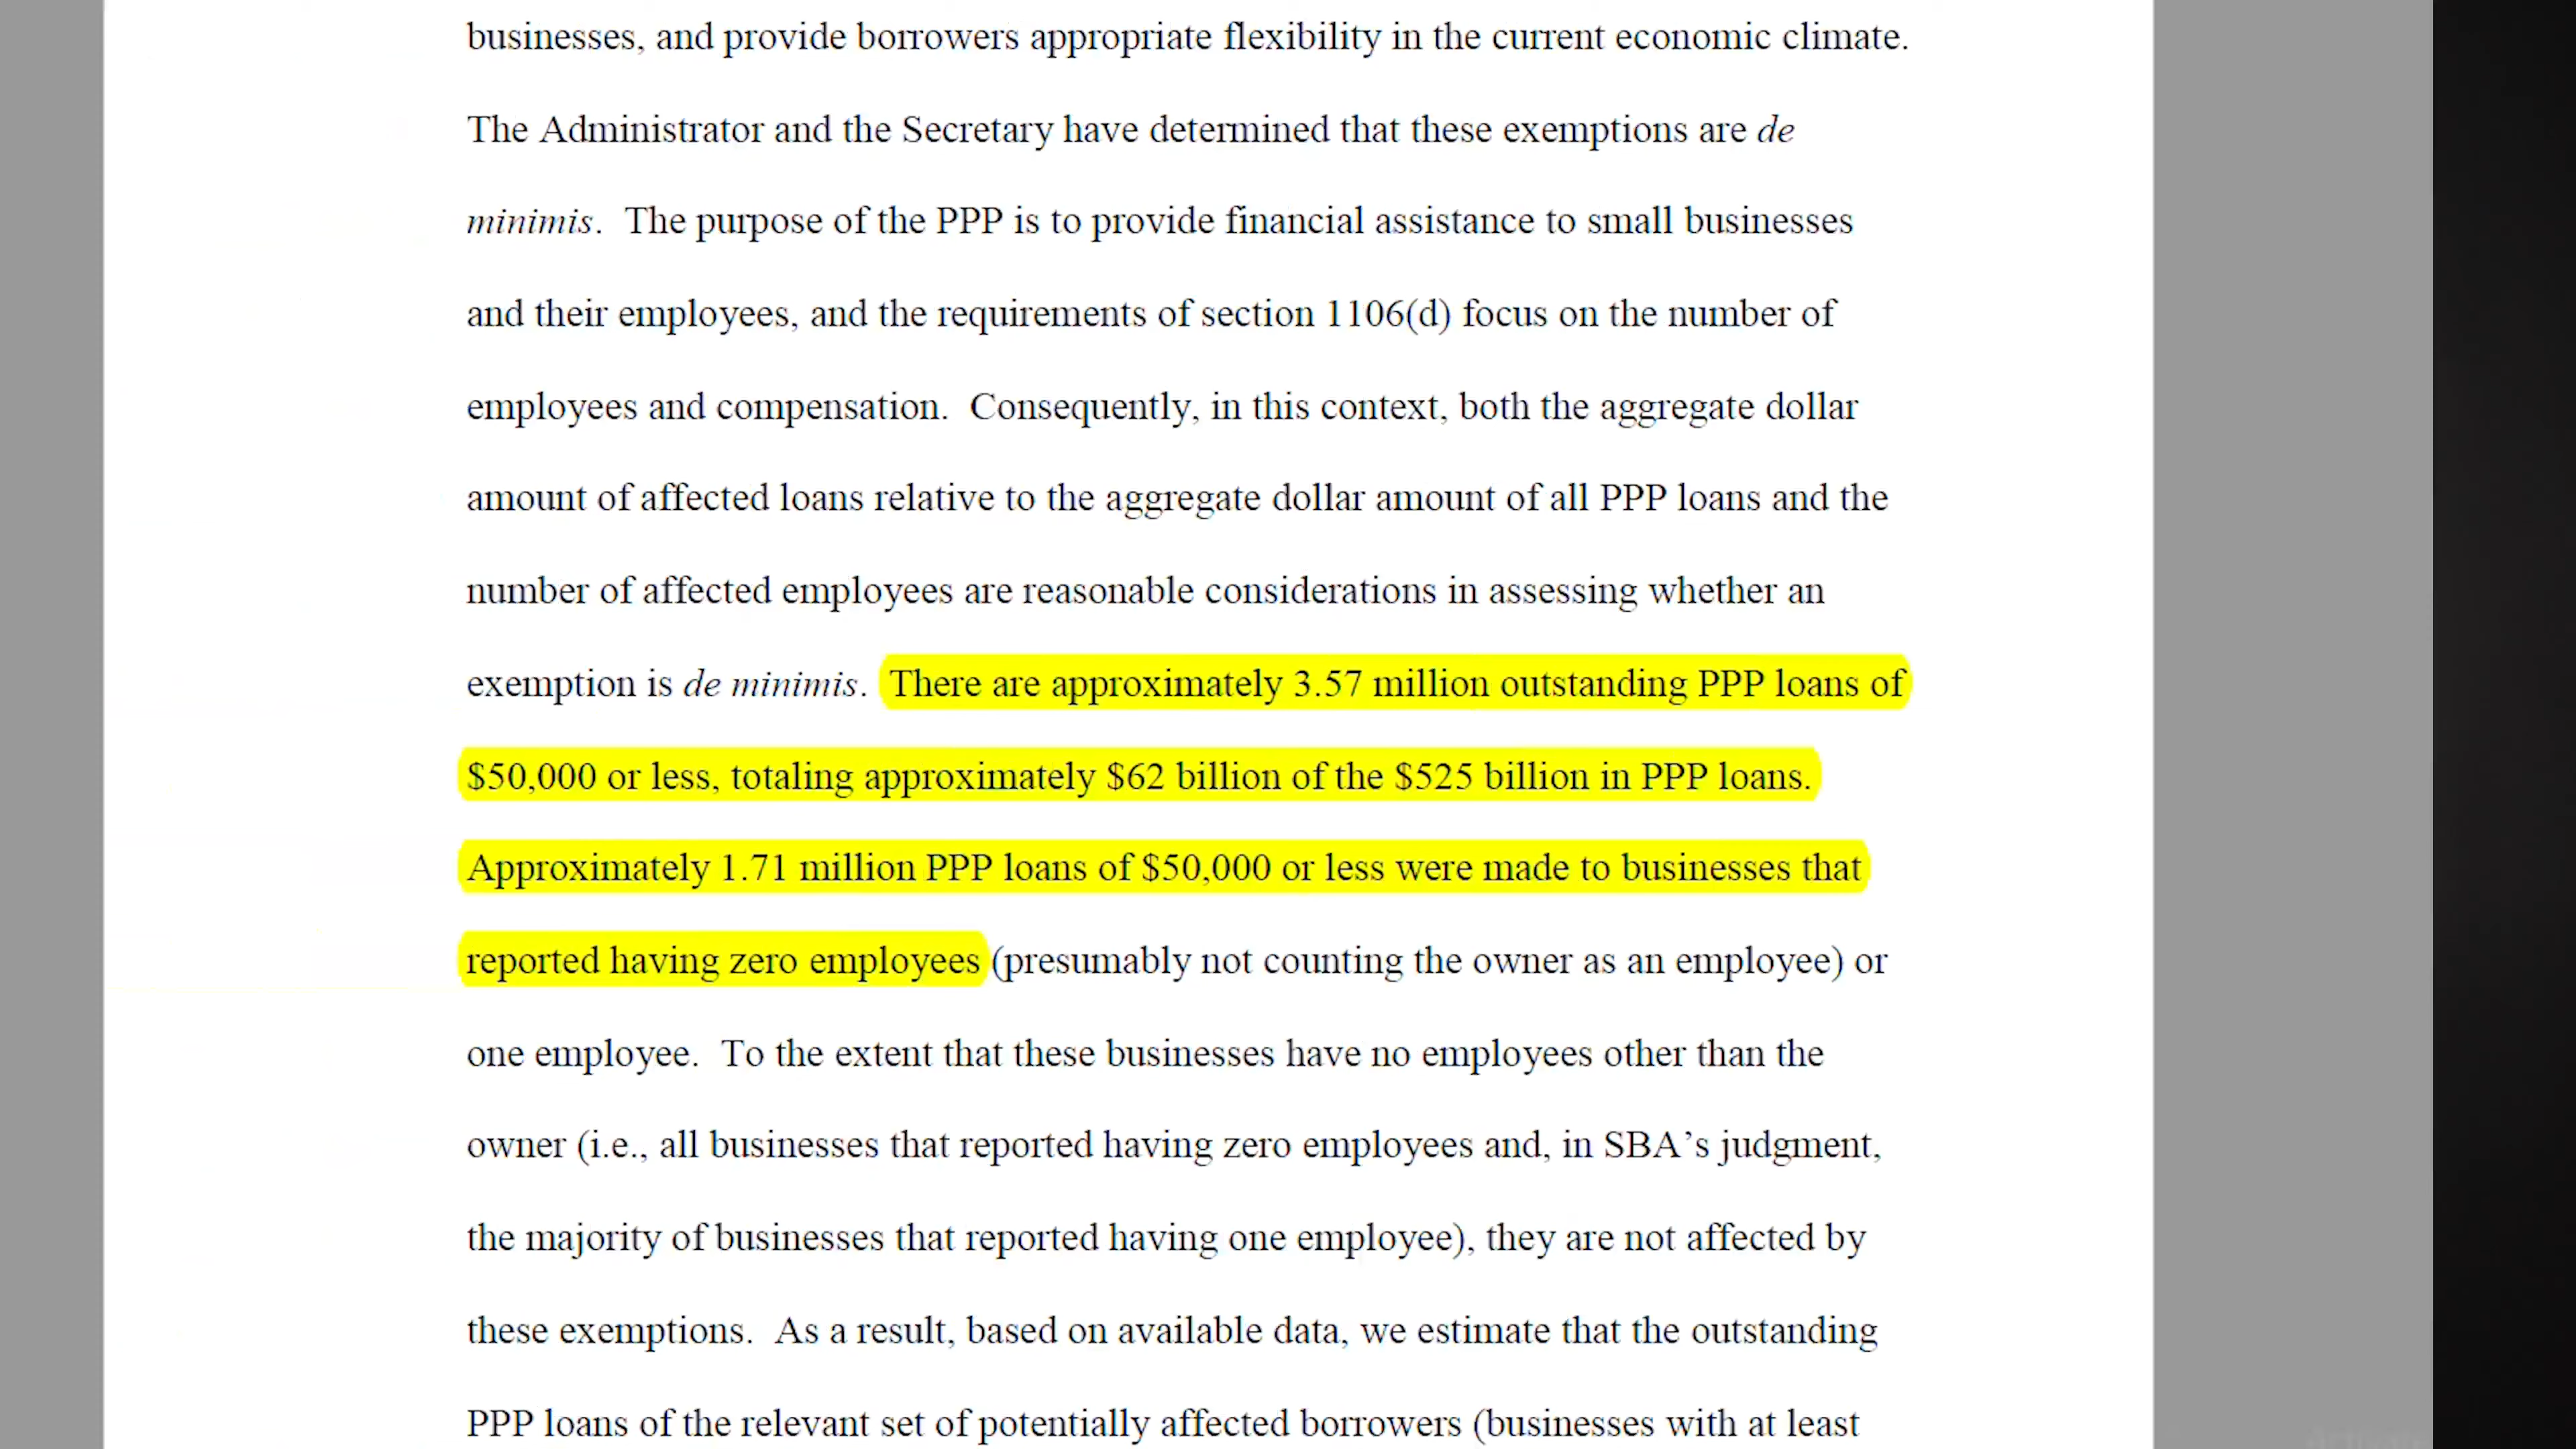 businesses, and provide borrowers appropriate flexibility in the current economic climate.
The Administrator and the Secretary have determined that these exemptions are de
minimis.  The purpose of the PPP is to provide financial assistance to small businesses
and their employees, and the requirements of section 1106(d) focus on the number of
employees and compensation.  Consequently, in this context, both the aggregate dollar
amount of affected loans relative to the aggregate dollar amount of all PPP loans and the
number of affected employees are reasonable considerations in assessing whether an
exemption is de minimis.  There are approximately 3.57 million outstanding PPP loans of
$50,000 or less, totaling approximately $62 billion of the $525 billion in PPP loans.
Approximately 1.71 million PPP loans of $50,000 or less were made to businesses that
reported having zero employees (presumably not counting the owner as an employee) or
one employee.  To the extent that these businesses have no employees other than the
owner (i.e., all businesses that reported having zero employees and, in SBA’s judgment,
the majority of businesses that reported having one employee), they are not affected by
these exemptions.  As a result, based on available data, we estimate that the outstanding
PPP loans of the relevant set of potentially affected borrowers (businesses with at least